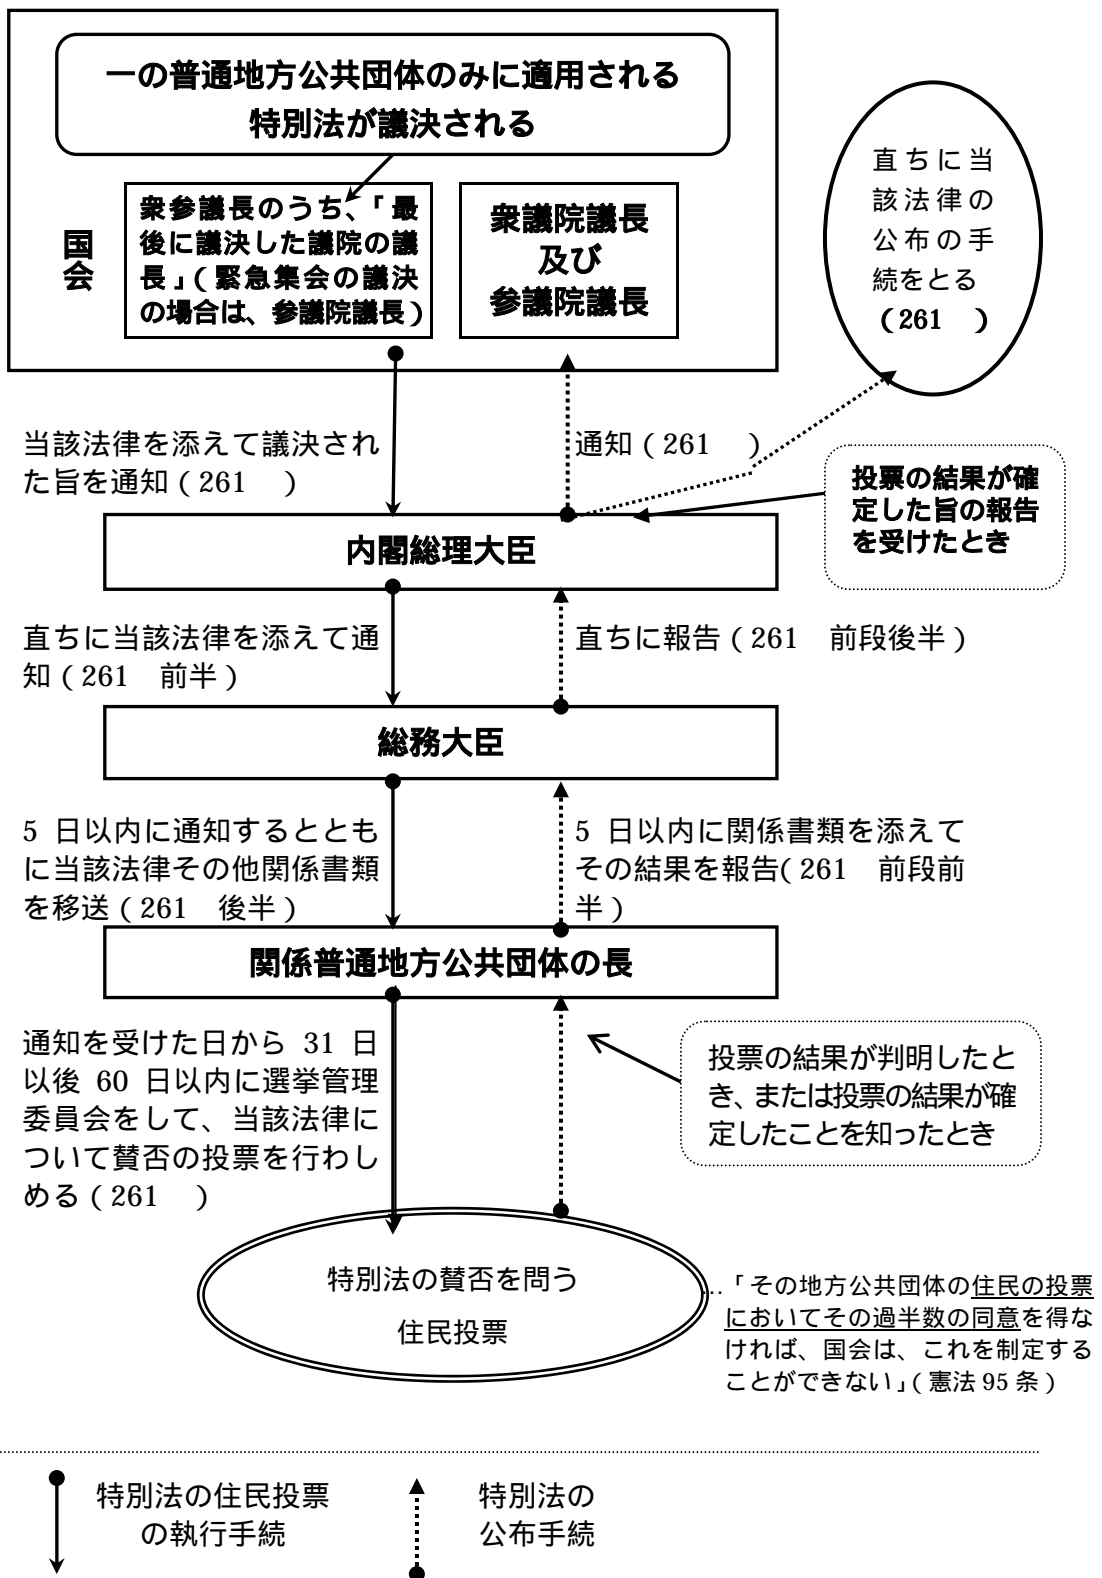 一の普通地方公共団体のみに適用される
特別法が議決される
国会
衆参議長のうち、「最
後に議決した議院の議
長」(緊急集会の議決
の場合は、参議院議長)
衆議院議長
及び
参議院議長
直ちに当
該法律の
公布の手
続をとる
(261　)
当該法律を添えて議決され
た旨を通知(261　)
通知(261　)
投票の結果が確
定した旨の報告
を受けたとき
内閣総理大臣
直ちに当該法律を添えて通
知(261　前半)
直ちに報告(261　前段後半)
総務大臣
5 日以内に通知するととも
に当該法律その他関係書類
を移送(261　後半)
5 日以内に関係書類を添えて
その結果を報告(261　前段前
半)
関係普通地方公共団体の長
通知を受けた日から 31 日
以後 60 日以内に選挙管理
委員会をして、当該法律に
ついて賛否の投票を行わし
める(261　)
投票の結果が判明したと
き、または投票の結果が確
定したことを知ったとき
特別法の賛否を問う
住民投票
…「その地方公共団体の住民の投票
においてその過半数の同意を得な
ければ、国会は、これを制定する
ことができない」(憲法 95 条)
特別法の住民投票
の執行手続
特別法の
公布手続